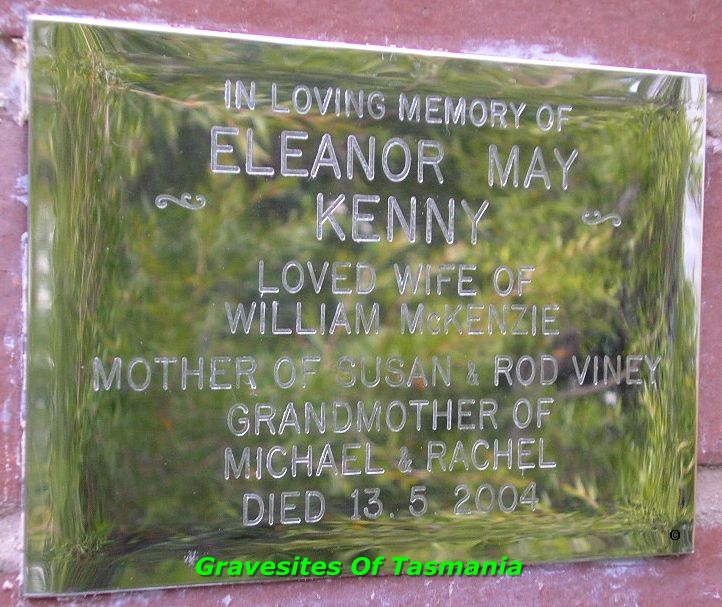 IN LOVING MEMORY OF
ELEANOR MAY
KENNY
LOVED WIFE OF
WILLIAM McKENZIE
MOTHER OF SUSAN & ROD VINEY
GRANDMOTHER OF
MICHAEL & RACHEL
DIED 13. 5. 2004
©
Gravesites Of Tasmania